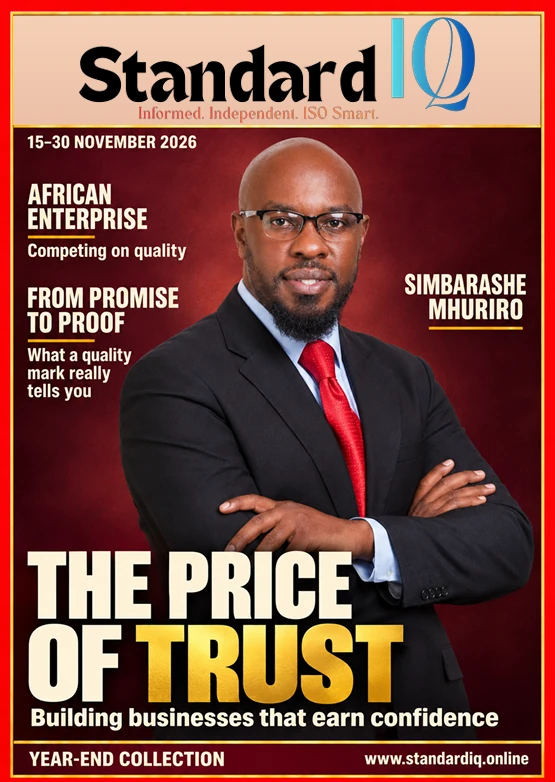 Standard IQ
Informed. Independent. ISO Smart.
15–30 NOVEMBER 2026
AFRICAN
ENTERPRISE
Competing on quality
FROM PROMISE
TO PROOF
What a quality
mark really
tells you
SIMBARASHE
MHURIRO
THE PRICE
OF TRUST
Building businesses that earn confidence
YEAR-END COLLECTION
www.standardiq.online